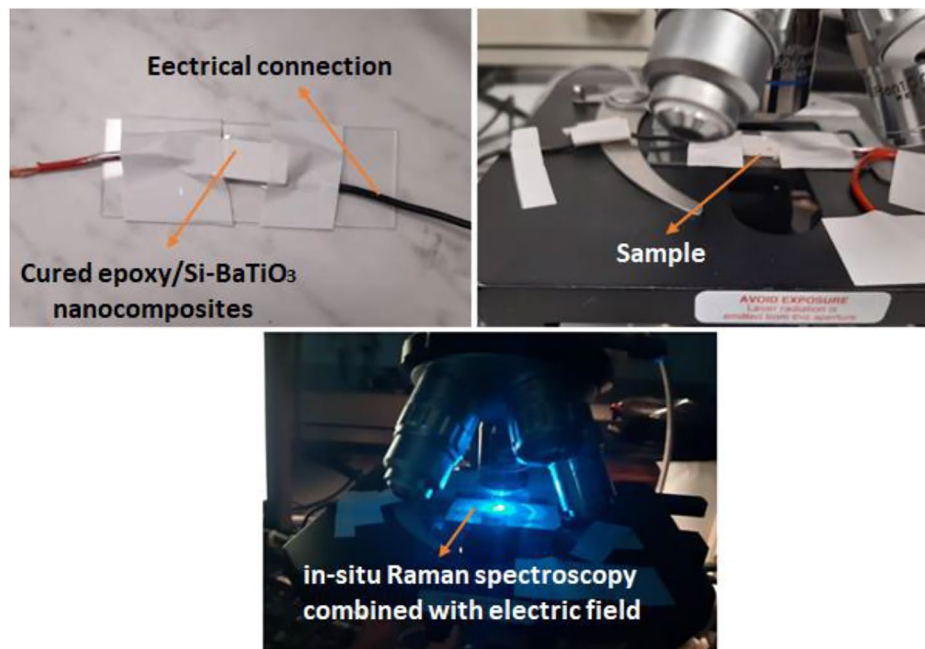 Eectrical connection
Cured epoxy/Si-BaTiO₃
nanocomposites
Sample
AVOID EXPOSURE
Laser radiation is
emitted from this aperture
in-situ Raman spectroscopy
combined with electric field